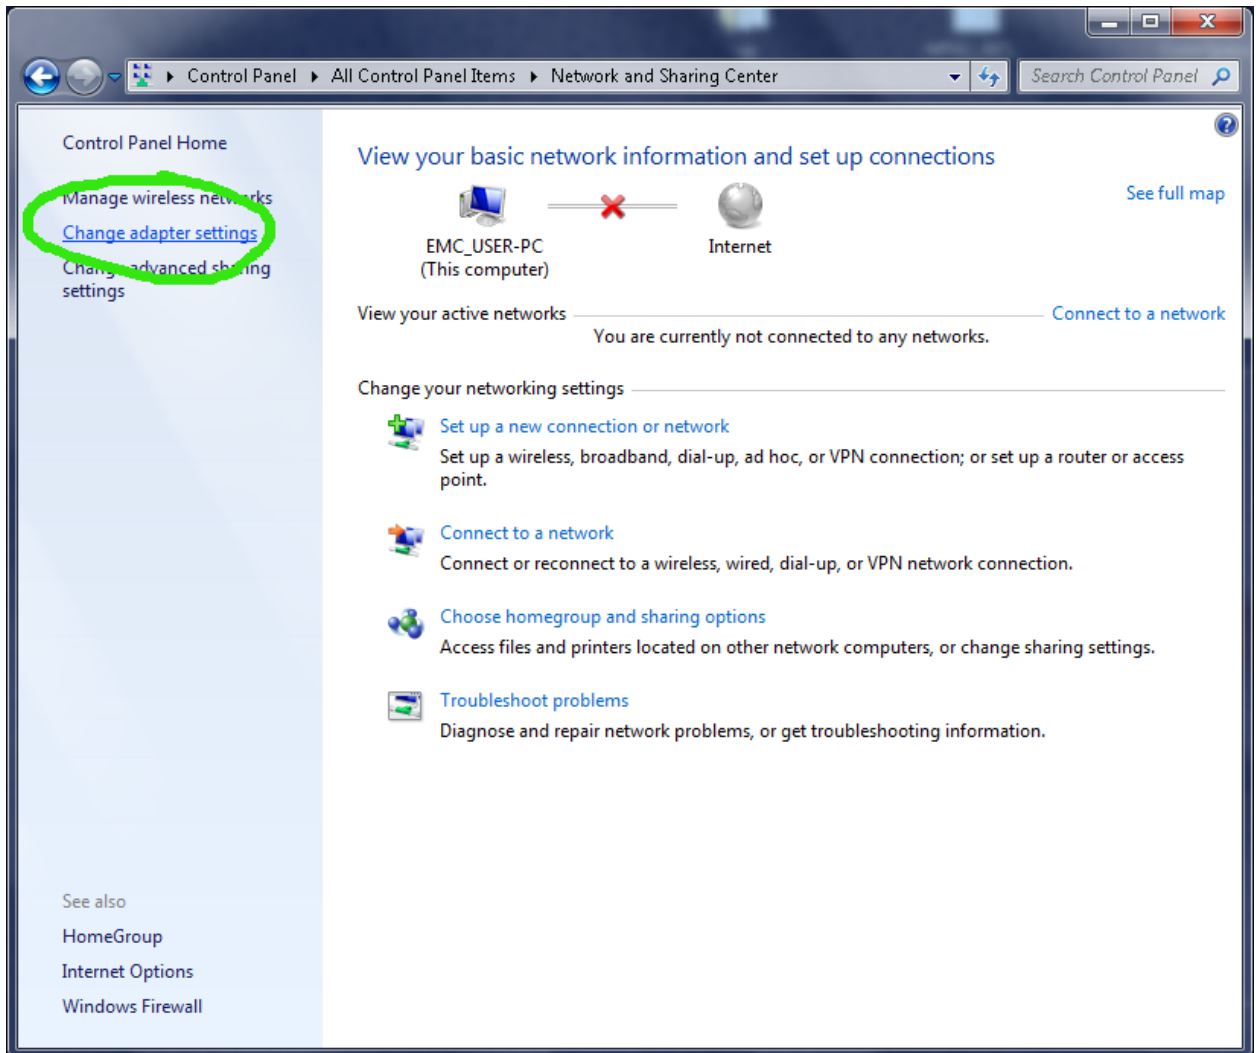 Control Panel ▸ All Control Panel Items ▸ Network and Sharing Center
Search Control Panel
Control Panel Home
Manage wireless networks
Change adapter settings
Change advanced sharing
settings
View your basic network information and set up connections
See full map
EMC_USER-PC
(This computer)
Internet
View your active networks
Connect to a network
You are currently not connected to any networks.
Change your networking settings
Set up a new connection or network
Set up a wireless, broadband, dial-up, ad hoc, or VPN connection; or set up a router or access
point.
Connect to a network
Connect or reconnect to a wireless, wired, dial-up, or VPN network connection.
Choose homegroup and sharing options
Access files and printers located on other network computers, or change sharing settings.
Troubleshoot problems
Diagnose and repair network problems, or get troubleshooting information.
See also
HomeGroup
Internet Options
Windows Firewall